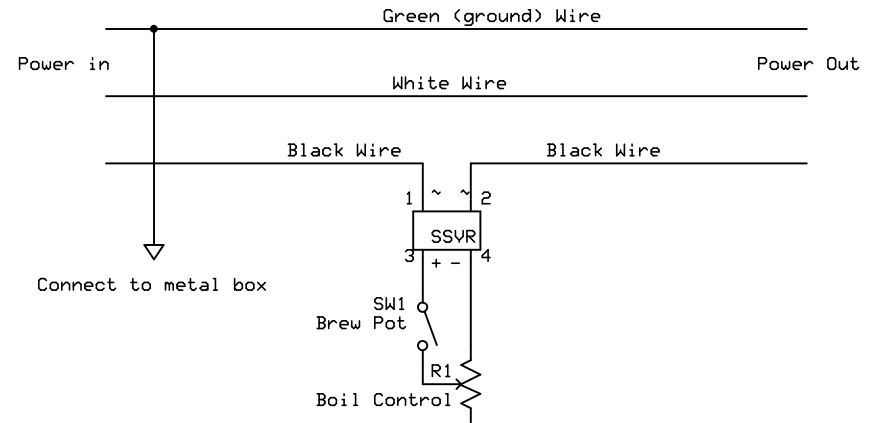 Green (ground) Wire
Power in
Power Out
White Wire
Black Wire
Black Wire
1 ~ ~ 2
SSVR
3 + - 4
Connect to metal box
SW1
Brew Pot
R1
Boil Control